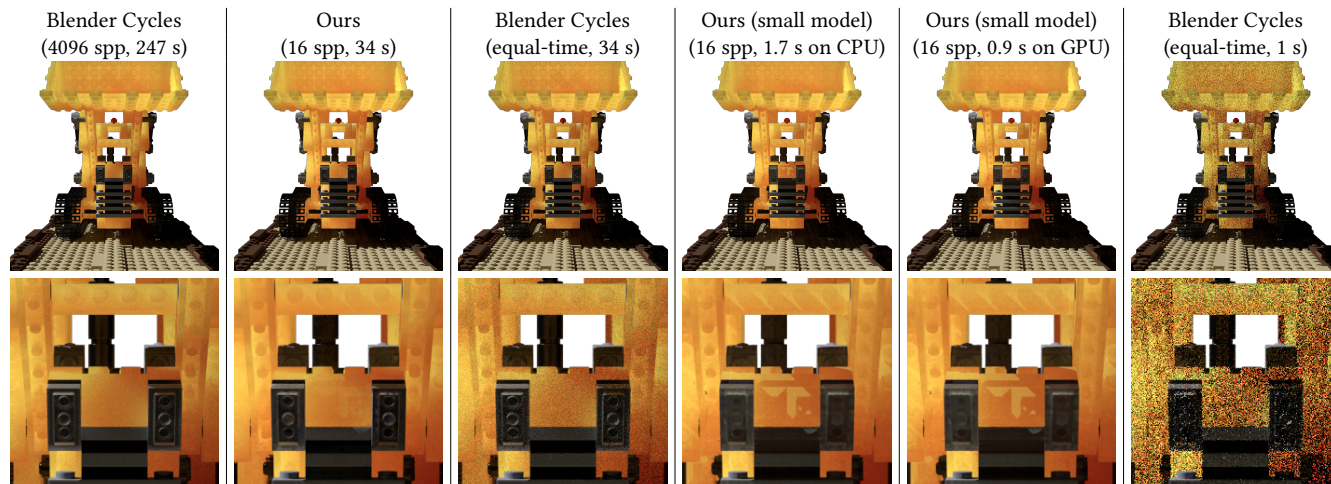 Blender Cycles
(4096 spp, 247 s)
Ours
(16 spp, 34 s)
Blender Cycles
(equal-time, 34 s)
Ours (small model)
(16 spp, 1.7 s on CPU)
Ours (small model)
(16 spp, 0.9 s on GPU)
Blender Cycles
(equal-time, 1 s)